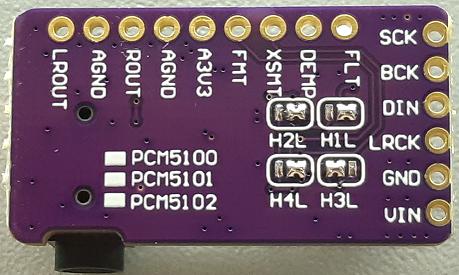 LROUT
AGND
ROUT
AGND
A3V3
FMT
XSMT
DEMP
FLT
SCK
BCK
DIN
LRCK
GND
VIN
H2L
H1L
H4L
H3L
PCM5100
PCM5101
PCM5102